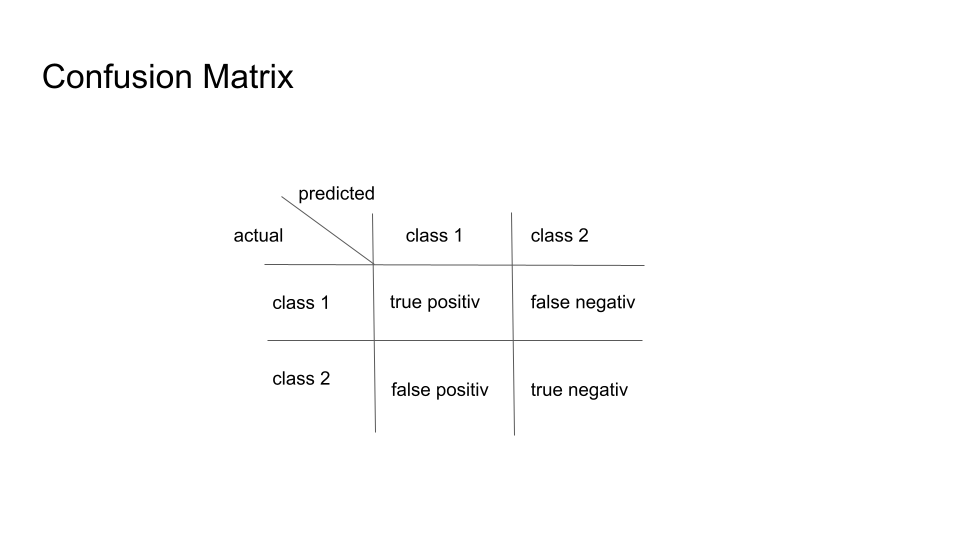 Confusion Matrix
predicted
actual
class 1
class 2
class 1
true positiv
false negativ
class 2
false positiv
true negativ